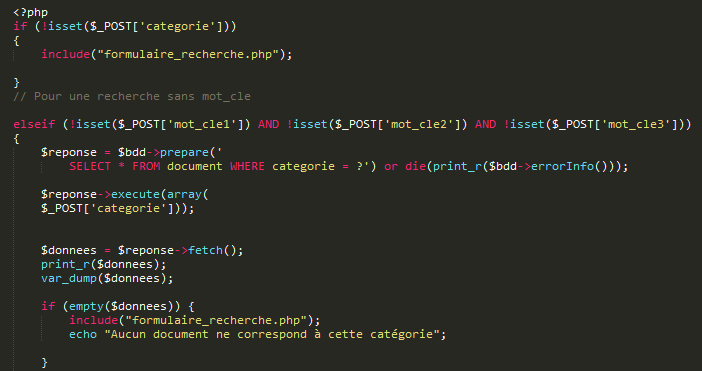 <?php
if (!isset($_POST['categorie']))
{
include("formulaire_recherche.php");
}
// Pour une recherche sans mot_cle
elseif (!isset($_POST['mot_cle1']) AND !isset($_POST['mot_cle2']) AND !isset($_POST['mot_cle3']))
{
$reponse = $bdd->prepare('
SELECT * FROM document WHERE categorie = ?') or die(print_r($bdd->errorInfo()));
$reponse->execute(array(
$_POST['categorie']));
$donnees = $reponse->fetch();
print_r($donnees);
var_dump($donnees);
if (empty($donnees)) {
include("formulaire_recherche.php");
echo "Aucun document ne correspond à cette catégorie";
}